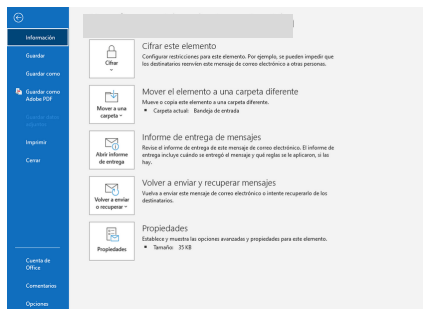 Información
Guardar
Guardar como
Guardar como
Adobe PDF
Guardar datos
adjuntos
Imprimir
Cerrar
Cuenta de
Office
Comentarios
Opciones
Cifrar
Cifrar este elemento
Configurar restricciones para este elemento. Por ejemplo, se pueden impedir que
los destinatarios reenvíen este mensaje de correo electrónico a otras personas.
Mover a una
carpeta
Mover el elemento a una carpeta diferente
Mueva o copia este elemento a una carpeta diferente.
▪ Carpeta actual: Bandeja de entrada
Abrir informe
de entrega
Informe de entrega de mensajes
Revise el informe de entrega de este mensaje de correo electrónico. El informe de
entrega incluye cuándo se entregó el mensaje y qué reglas se le aplicaron, si las
hay.
Volver a enviar
o recuperar
Volver a enviar y recuperar mensajes
Vuelva a enviar este mensaje de correo electrónico o intente recuperarlo de los
destinatarios.
Propiedades
Propiedades
Establece y muestra las opciones avanzadas y propiedades para este elemento.
▪ Tamaño: 35 KB